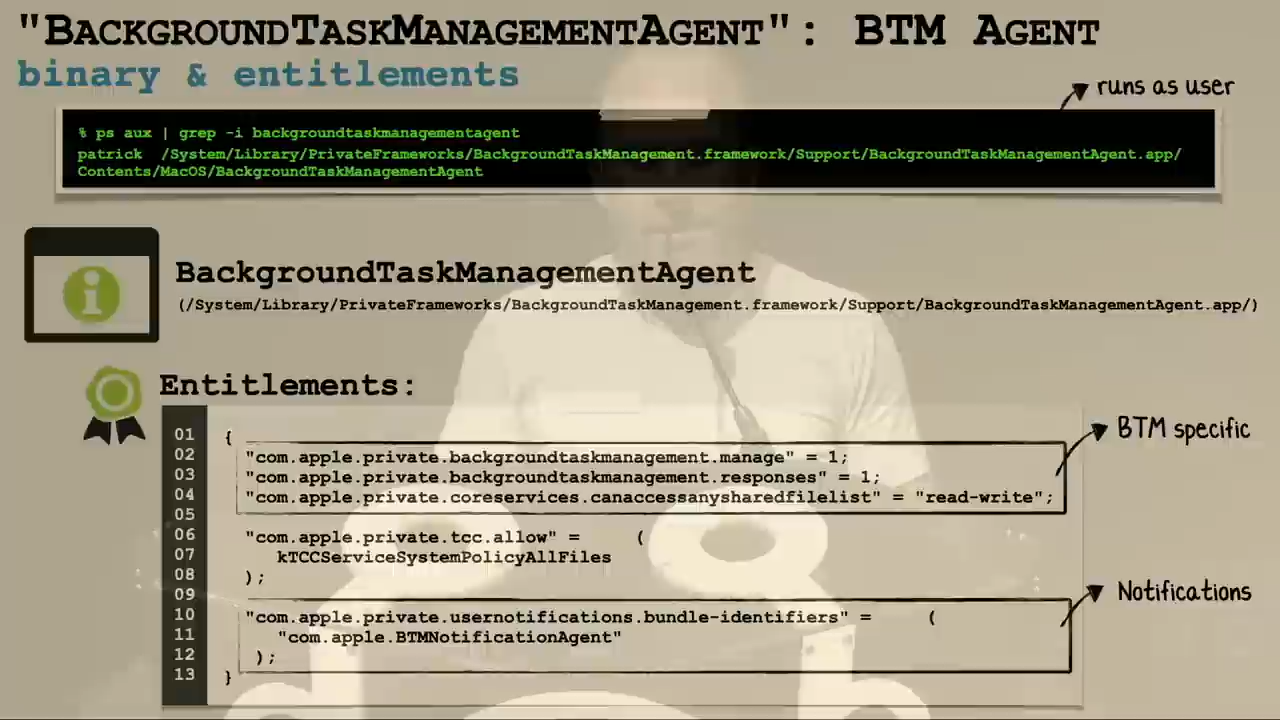 "BACKGROUNDTASKMANAGEMENTAGENT": BTM AGENT
binary & entitlements
runs as user
% ps aux | grep -i backgroundtaskmanagementagent
patrick /System/Library/PrivateFrameworks/BackgroundTaskManagement.framework/Support/BackgroundTaskManagementAgent.app/
Contents/MacOS/BackgroundTaskManagementAgent
BackgroundTaskManagementAgent
(/System/Library/PrivateFrameworks/BackgroundTaskManagement.framework/Support/BackgroundTaskManagementAgent.app/)
Entitlements:
BTM specific
01 {
02 "com.apple.private.backgroundtaskmanagement.manage" = 1;
03 "com.apple.private.backgroundtaskmanagement.responses" = 1;
04 "com.apple.private.coreservices.canaccessanysharedfilelist" = "read-write";
05
06 "com.apple.private.tcc.allow" = (
07 kTCCServiceSystemPolicyAllFiles
08 );
09
Notifications
10 "com.apple.private.usernotifications.bundle-identifiers" = (
11 "com.apple.BTMNotificationAgent"
12 );
13 }